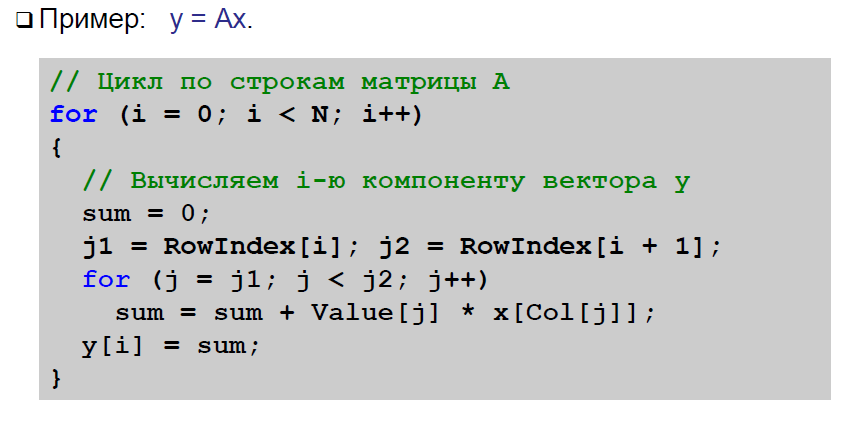 ❑ Пример: y = Ax.
// Цикл по строкам матрицы A
for (i = 0; i < N; i++)
{
  // Вычисляем i-ю компоненту вектора y
  sum = 0;
  j1 = RowIndex[i]; j2 = RowIndex[i + 1];
  for (j = j1; j < j2; j++)
    sum = sum + Value[j] * x[Col[j]];
  y[i] = sum;
}